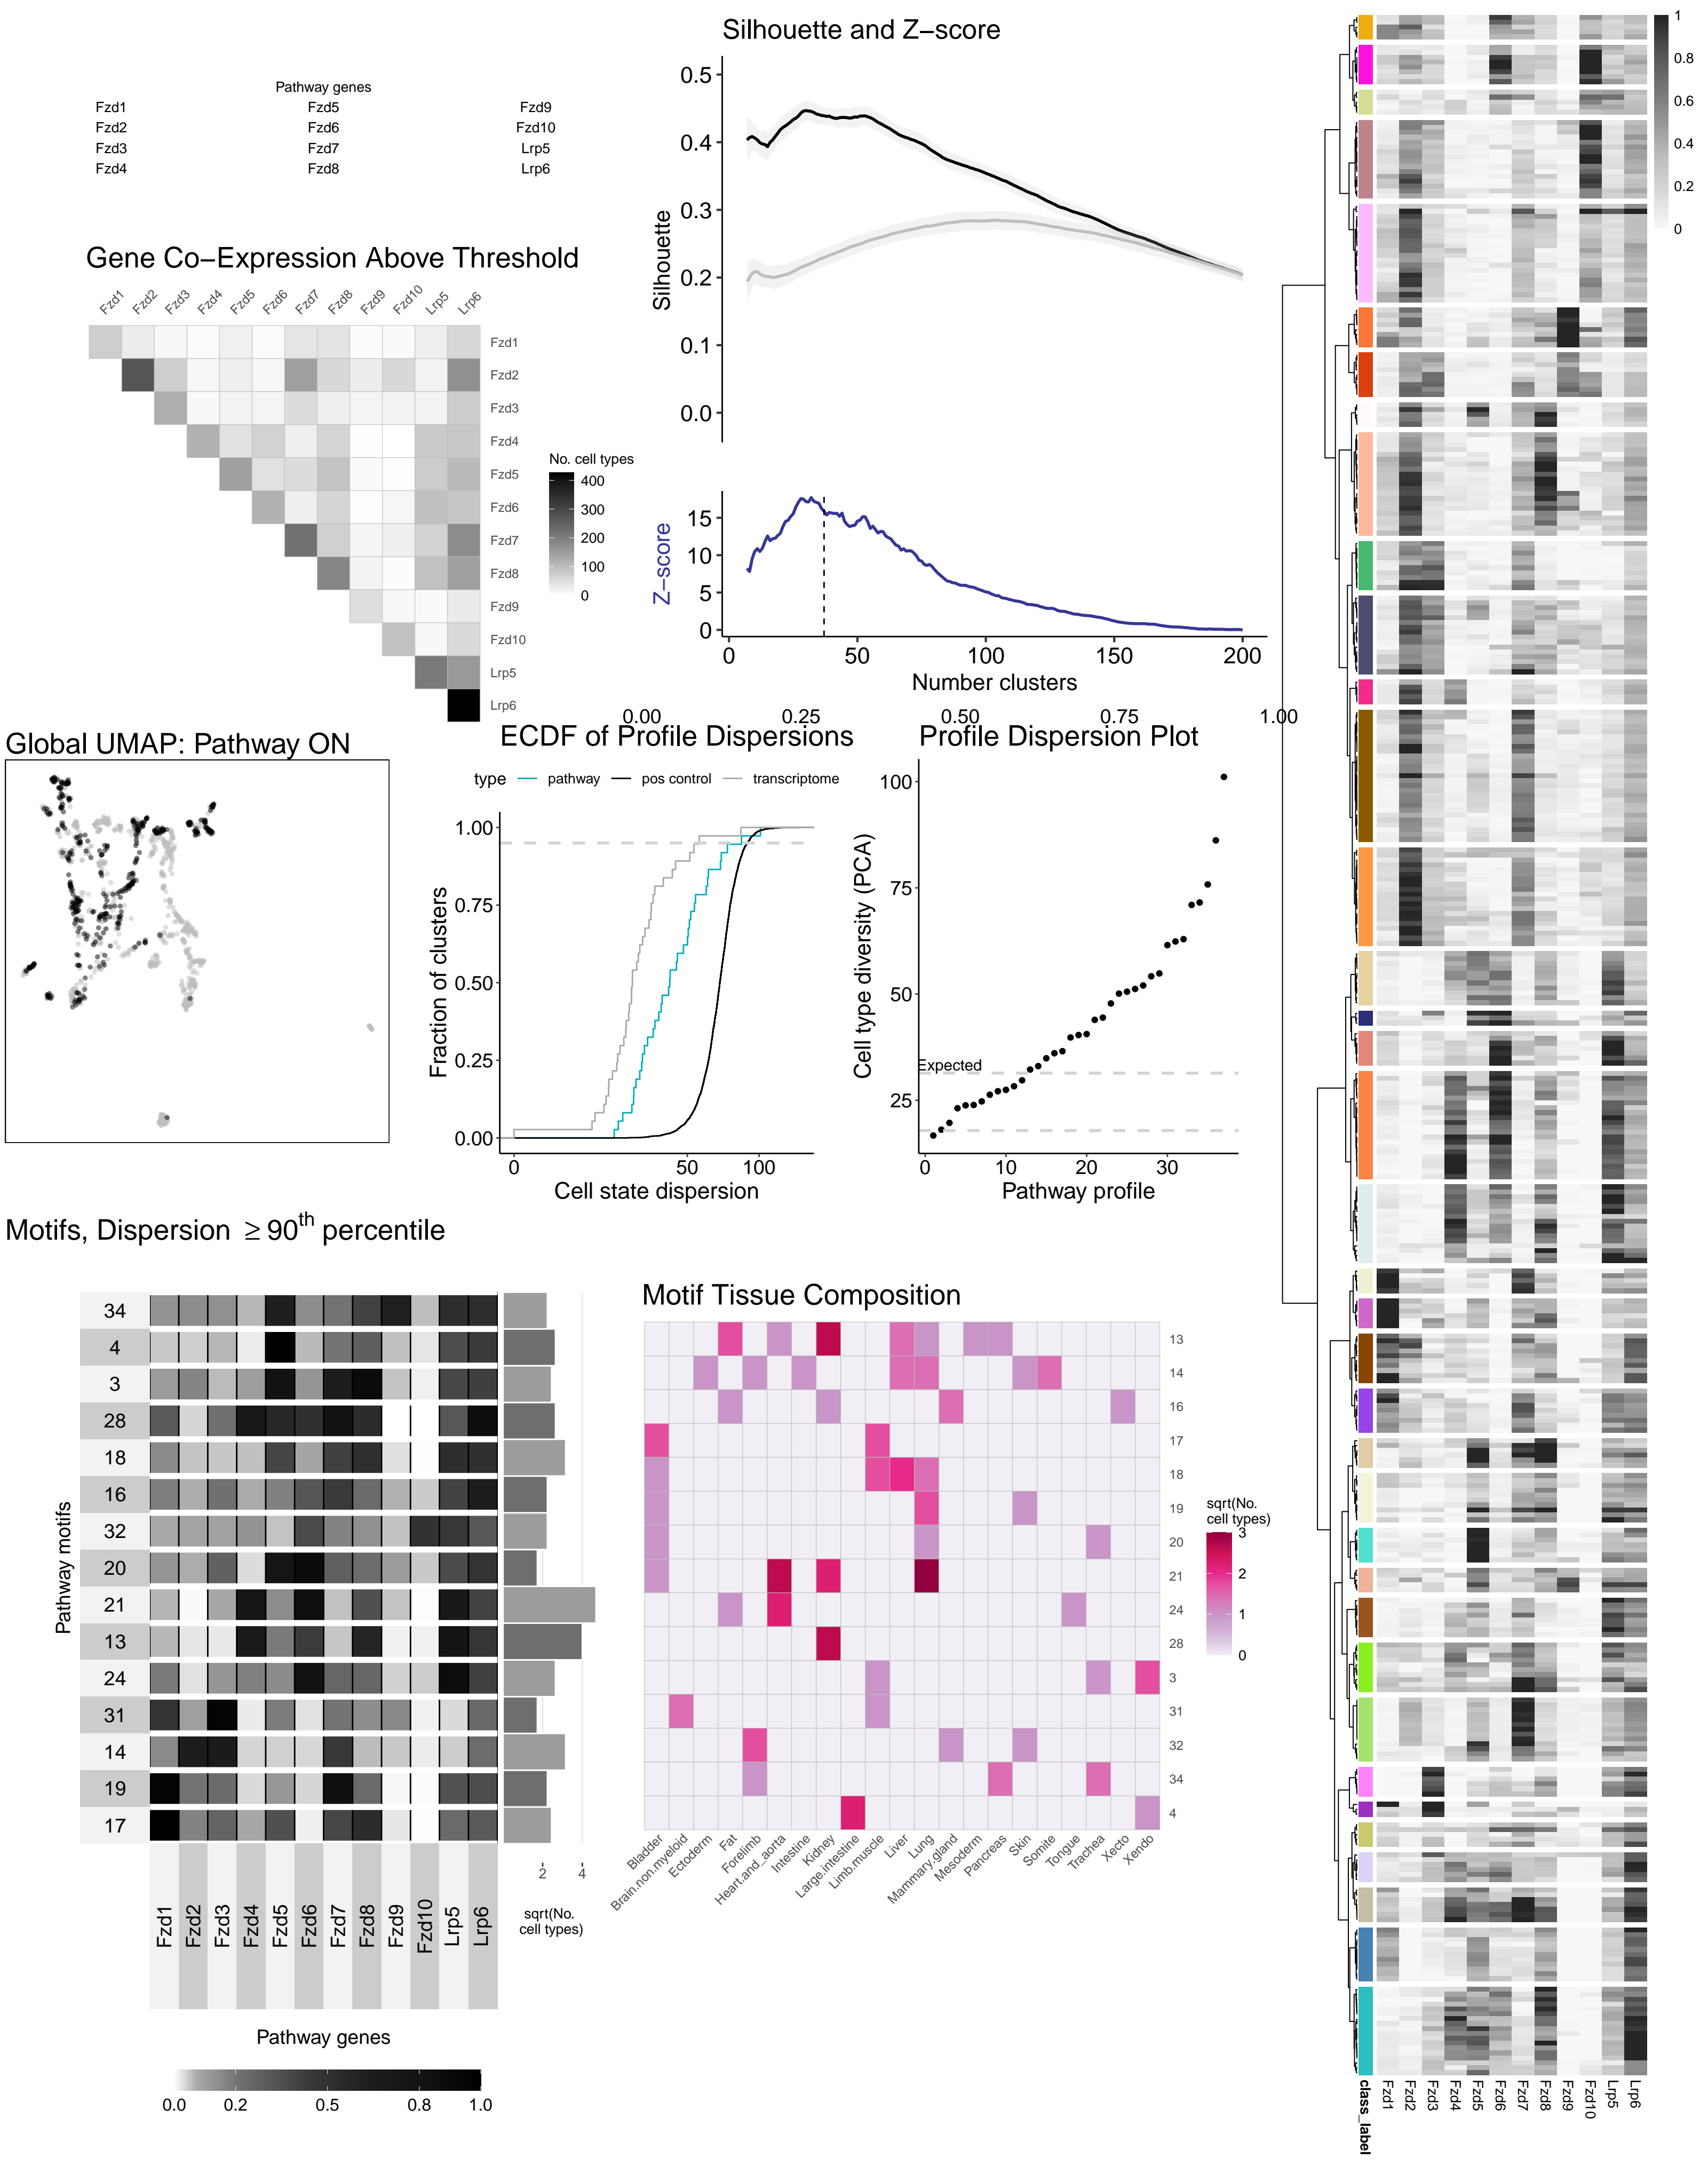 Pathway genes
Fzd1 Fzd5 Fzd9
Fzd2 Fzd6 Fzd10
Fzd3 Fzd7 Lrp5
Fzd4 Fzd8 Lrp6
Gene Co−Expression Above Threshold
Fzd1 Fzd2 Fzd3 Fzd4 Fzd5 Fzd6 Fzd7 Fzd8 Fzd9 Fzd10 Lrp5 Lrp6
Fzd1
Fzd2
Fzd3
Fzd4
Fzd5
Fzd6
Fzd7
Fzd8
Fzd9
Fzd10
Lrp5
Lrp6
No. cell types
400
300
200
100
0
Silhouette and Z−score
Silhouette
0.5
0.4
0.3
0.2
0.1
0.0
Z−score
15
10
5
0
0 50 100 150 200
Number clusters
0.00 0.25 0.50 0.75 1.00
Global UMAP: Pathway ON
ECDF of Profile Dispersions
type pathway pos control transcriptome
Fraction of clusters
1.00
0.75
0.50
0.25
0.00
0 50 100
Cell state dispersion
Profile Dispersion Plot
Cell type diversity (PCA)
100
75
50
25
Expected
0 10 20 30
Pathway profile
Motifs, Dispersion ≥ 90th percentile
Pathway motifs
34
4
3
28
18
16
32
20
21
13
24
31
14
19
17
2 4
sqrt(No.
cell types)
Fzd1 Fzd2 Fzd3 Fzd4 Fzd5 Fzd6 Fzd7 Fzd8 Fzd9 Fzd10 Lrp5 Lrp6
Pathway genes
0.0 0.2 0.5 0.8 1.0
Motif Tissue Composition
13
14
16
17
18
19
20
21
24
28
3
31
32
34
4
Bladder Brain.non.myeloid Ectoderm Fat Forelimb Heart.and_aorta Intestine Kidney Large.intestine Limb.muscle Liver Lung Mammary.gland Mesoderm Pancreas Skin Somite Tongue Trachea Xecto Xendo
sqrt(No.
cell types)
3
2
1
0
1
0.8
0.6
0.4
0.2
0
class_label Fzd1 Fzd2 Fzd3 Fzd4 Fzd5 Fzd6 Fzd7 Fzd8 Fzd9 Fzd10 Lrp5 Lrp6